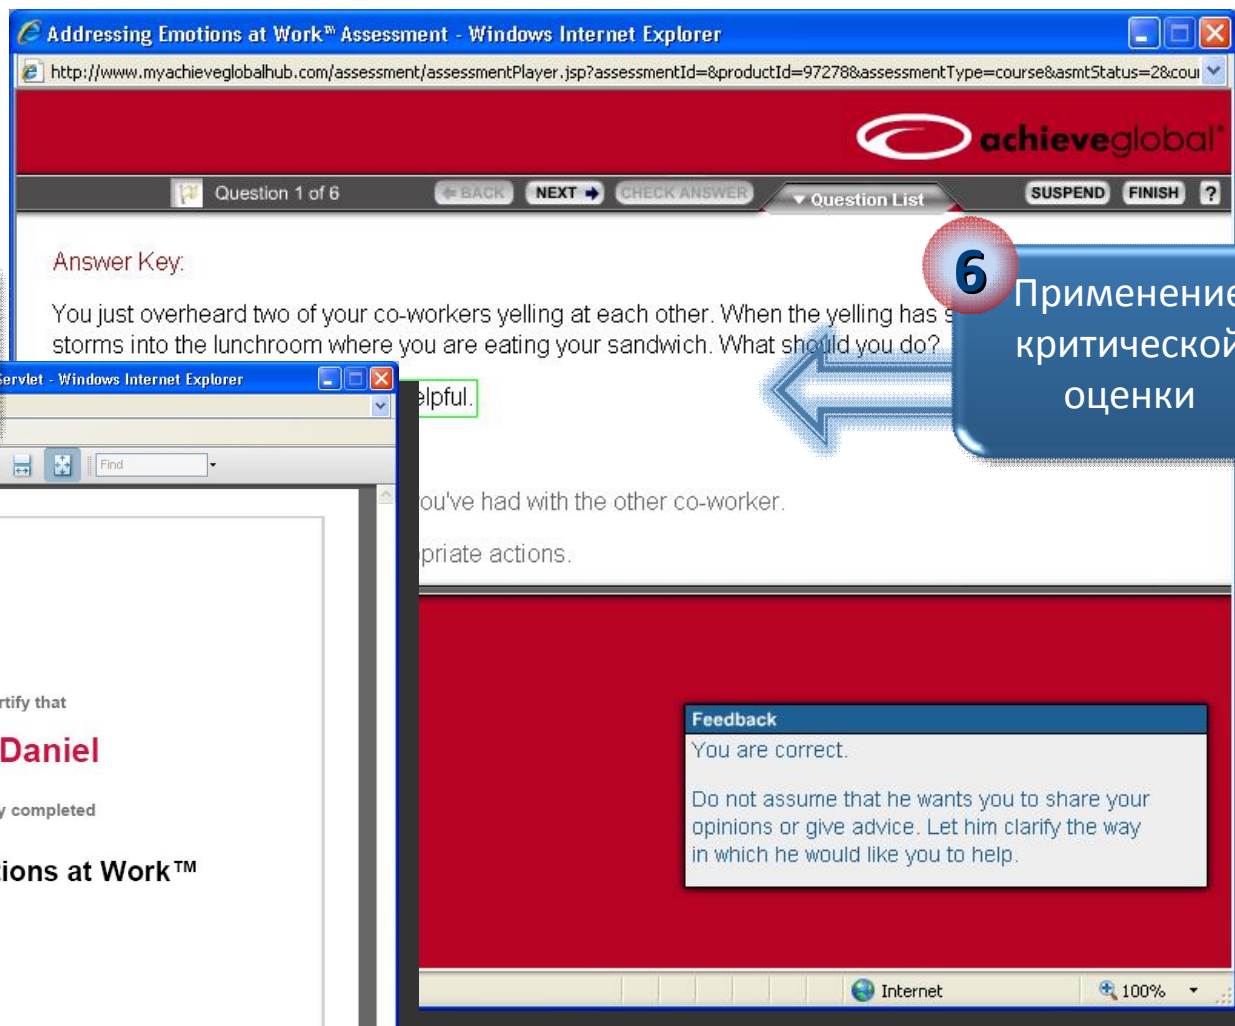 Addressing Emotions at Work™ Assessment - Windows Internet Explorer
http://www.myachieveglobalhub.com/assessment/assessmentPlayer.jsp?assessmentId=&productId=97278&assessmentType=course&asmtStatus=2&cour
achieveglobal®
Question 1 of 6
BACK
NEXT
CHECK ANSWER
Question List
SUSPEND
FINISH
?
Answer Key:
You just overheard two of your co-workers yelling at each other. When the yelling has s
storms into the lunchroom where you are eating your sandwich. What should you do?
elpful.
ou've had with the other co-worker.
priate actions.
6
Применение
критической
оценки
Servlet - Windows Internet Explorer
Find
rtify that
Daniel
y completed
tions at Work™
Feedback
You are correct.
Do not assume that he wants you to share your
opinions or give advice. Let him clarify the way
in which he would like you to help.
Internet
100%